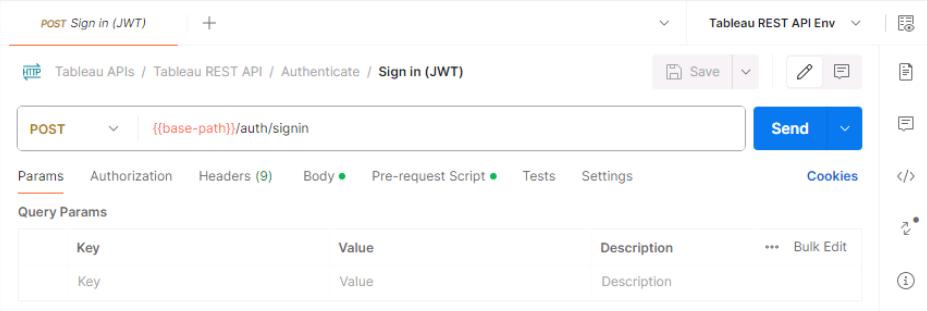 POST Sign in (JWT)
Tableau REST API Env
HTTP Tableau APIs / Tableau REST API / Authenticate / Sign in (JWT) Save
POST {{base-path}}/auth/signin Send
Params Authorization Headers (9) Body Pre-request Script Tests Settings Cookies
Query Params
Key Value Description ••• Bulk Edit
Key Value Description